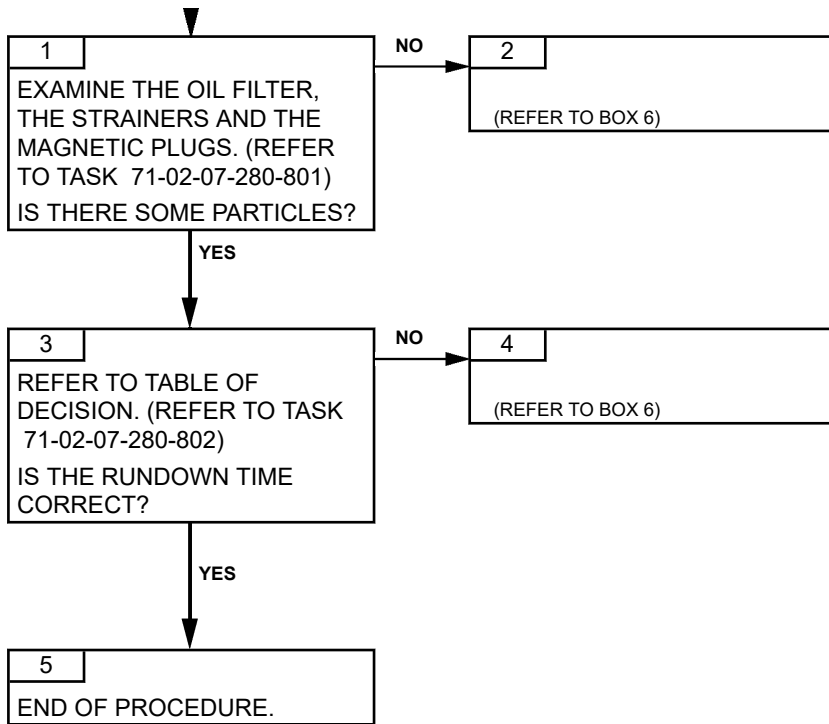 1
EXAMINE THE OIL FILTER,
THE STRAINERS AND THE
MAGNETIC PLUGS. (REFER
TO TASK 71-02-07-280-801)
IS THERE SOME PARTICLES?
NO
2
(REFER TO BOX 6)
YES
3
REFER TO TABLE OF
DECISION. (REFER TO TASK
71-02-07-280-802)
IS THE RUNDOWN TIME
CORRECT?
NO
4
(REFER TO BOX 6)
YES
5
END OF PROCEDURE.